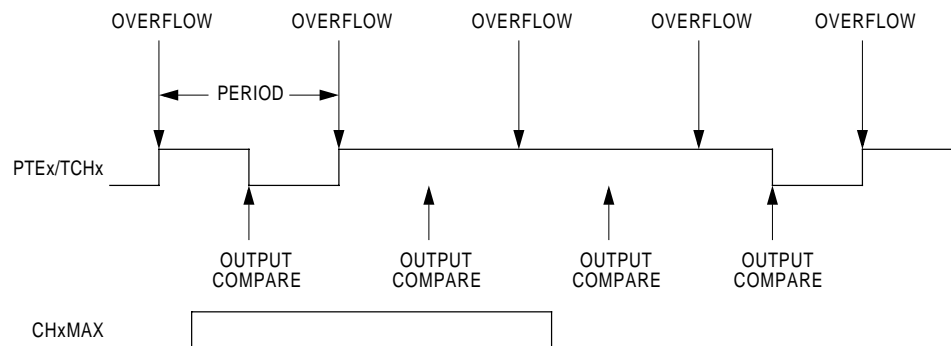 OVERFLOW OVERFLOW OVERFLOW OVERFLOW OVERFLOW
PERIOD
PTEx/TCHx
OUTPUT COMPARE
OUTPUT COMPARE
OUTPUT COMPARE
OUTPUT COMPARE
CHxMAX